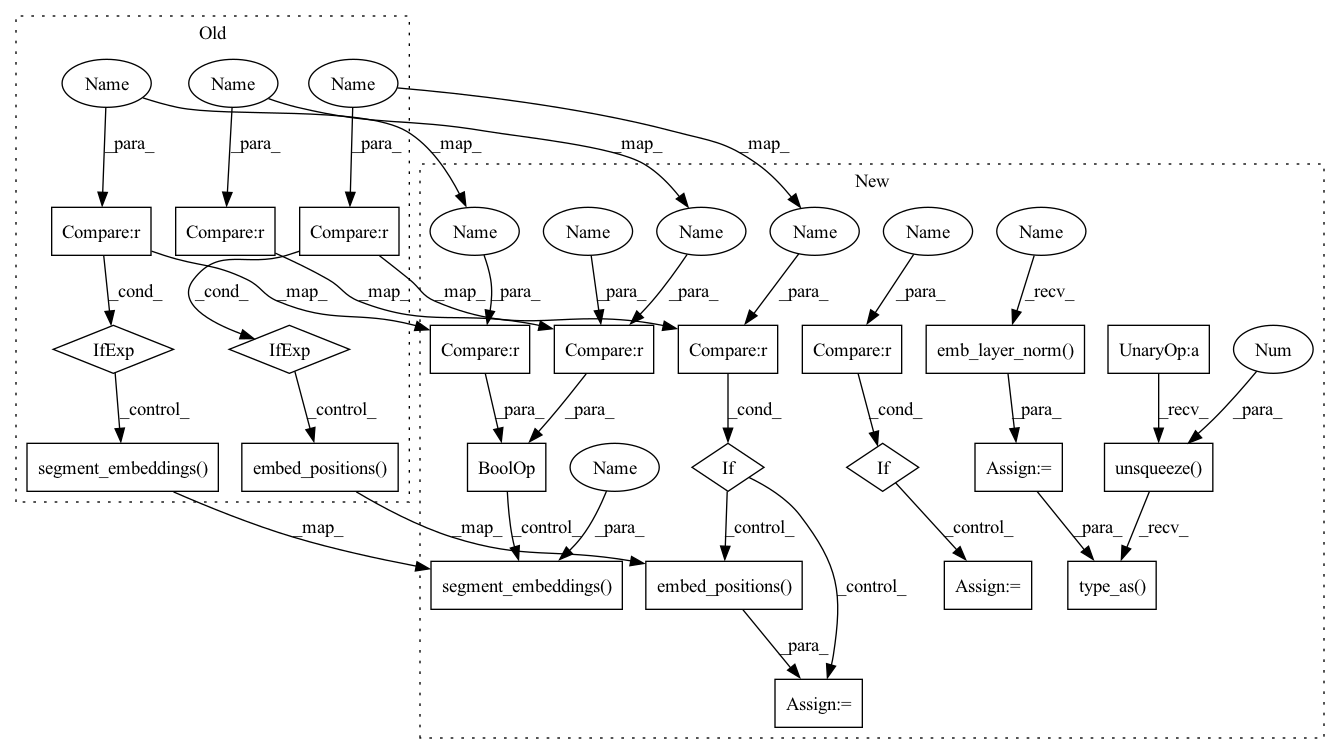 Old
Name Name Name
_para_ _para_ _para_ _map_ _map_ _map_
New
Compare:r Compare:r Compare:r Name Name Name Name Name Name
_cond_ _cond_ _map_ _map_ _map_ _para_ _para_ _para_ _para_ _para_ _recv_
IfExp IfExp Compare:r Compare:r Compare:r Compare:r emb_layer_norm() UnaryOp:a Num
_control_ _control_ _para_ _para_ _cond_ _cond_ _para_ _recv_ _para_
segment_embeddings() embed_positions() BoolOp Name If If Assign:= unsqueeze()
_map_ _map_ _control_ _para_ _control_ _control_ _para_ _recv_
segment_embeddings() embed_positions() _control_ Assign:= type_as()
_para_
Assign:=